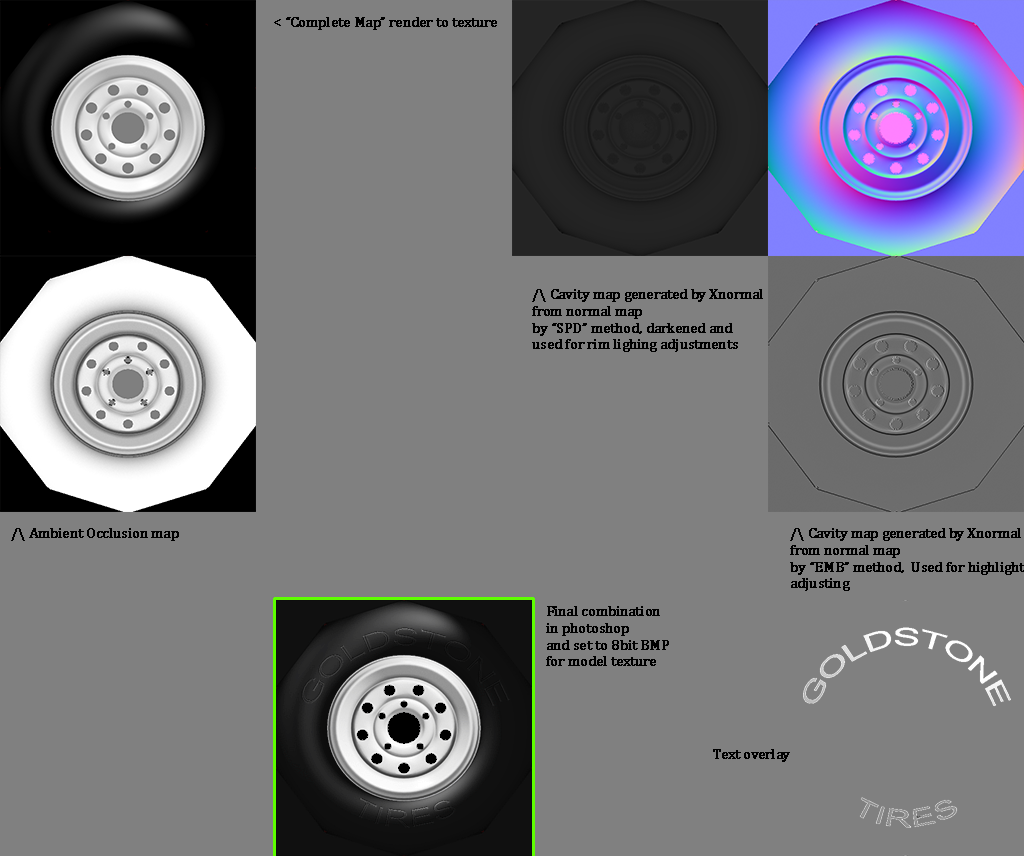 < "Complete Map" render to texture
/\ Cavity map generated by Xnormal
from normal map
by "SPD" method, darkened and
used for rim lighing adjustments
/\ Ambient Occlusion map
/\ Cavity map generated by Xnormal
from normal map
by "EMB" method, Used for highlight
adjusting
Final combination
in photoshop
and set to 8bit BMP
for model texture
GOLDSTONE
TIRES
GOLDSTONE
Text overlay
TIRES